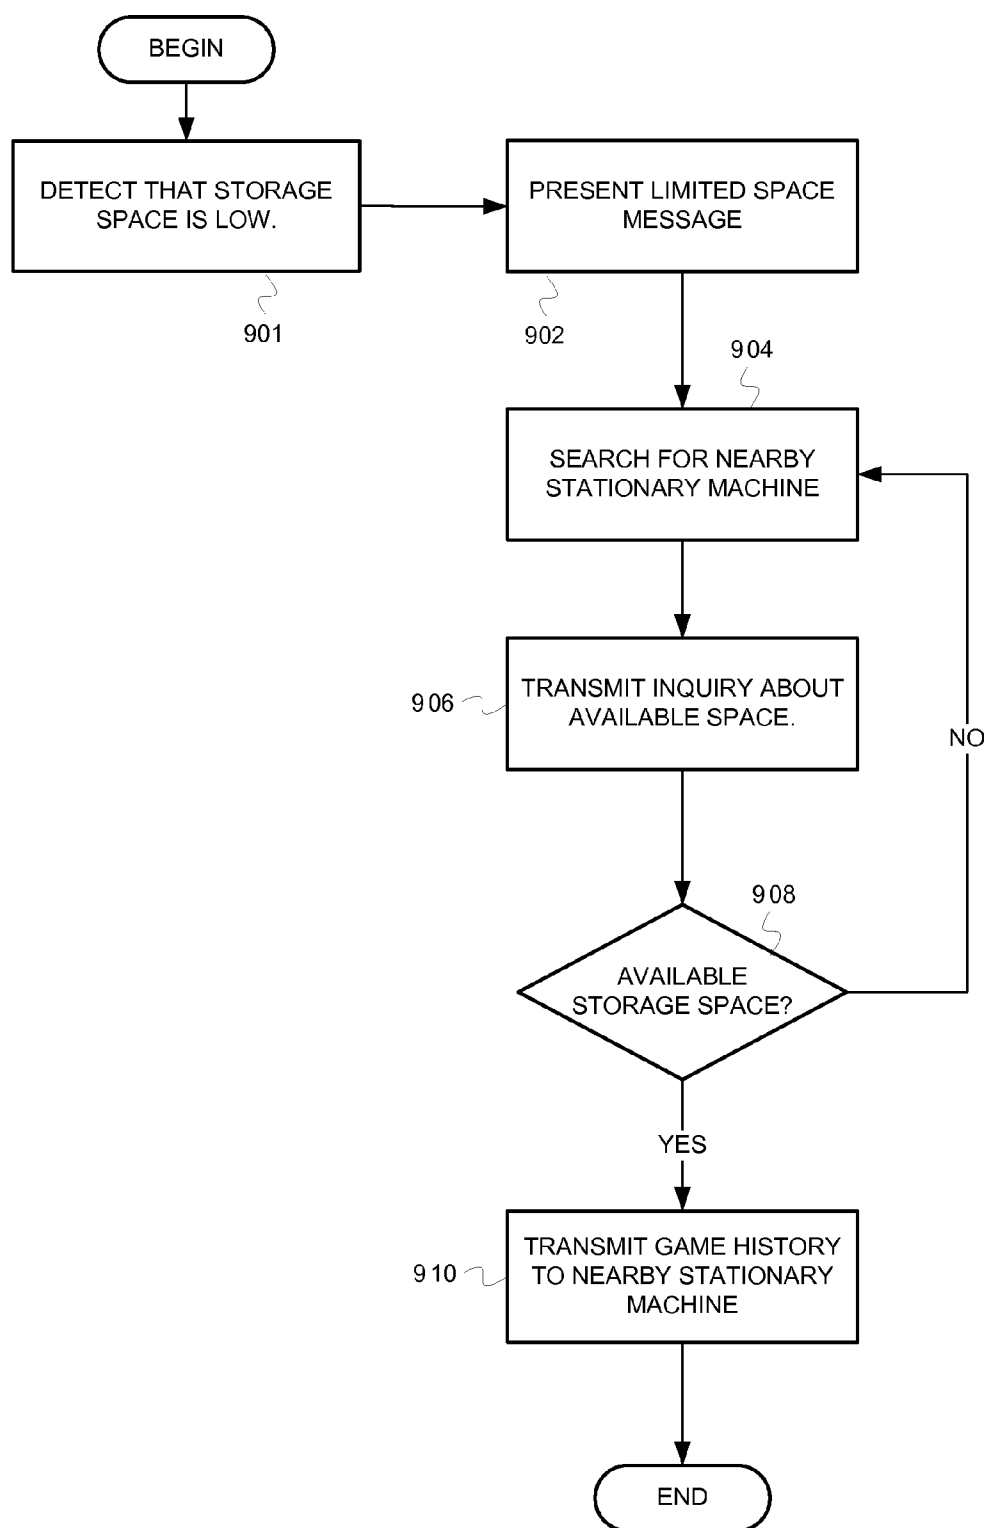 BEGIN
DETECT THAT STORAGE
SPACE IS LOW.
901
PRESENT LIMITED SPACE
MESSAGE
902
904
SEARCH FOR NEARBY
STATIONARY MACHINE
906
TRANSMIT INQUIRY ABOUT
AVAILABLE SPACE.
NO
908
AVAILABLE
STORAGE SPACE?
YES
910
TRANSMIT GAME HISTORY
TO NEARBY STATIONARY
MACHINE
END